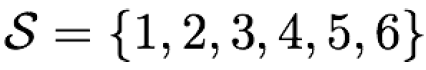 𝒮 = {1, 2, 3, 4, 5, 6}